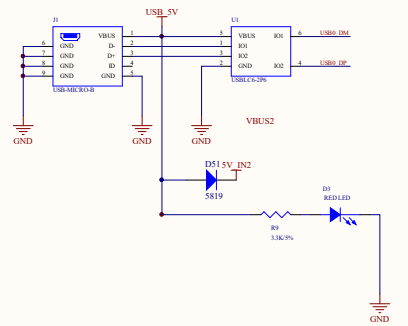 USB_5V
J1
VBUS 1
6 GND D- 2
7 GND D+ 3
8 GND ID 4
9 GND GND 5
USB-MICRO-B
U1
5 VBUS IO1 6 USB0_DM
1 IO1
3 IO2
2 GND IO2 4 USB0_DP
USBLC6-2P6
GND
GND
GND
VBUS2
D51 5V_IN2
5819
D3
RED LED
R9
3.3K/5%
GND